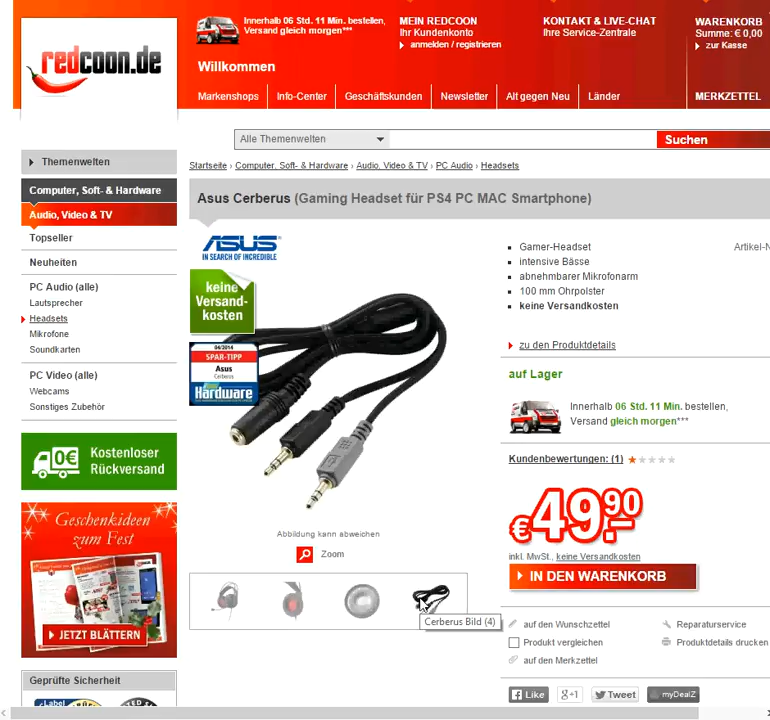 redcoon.de
Innerhalb 06 Std. 11 Min. bestellen,
Versand gleich morgen***
MEIN REDCOON
Ihr Kundenkonto
anmelden / registrieren
KONTAKT & LIVE-CHAT
Ihre Service-Zentrale
WARENKORB
Summe: € 0,00
zur Kasse
Willkommen
Markenshops
Info-Center
Geschäftskunden
Newsletter
Alt gegen Neu
Länder
MERKZETTEL
Alle Themenwelten
Suchen
Startseite › Computer, Soft- & Hardware › Audio, Video & TV › PC Audio › Headsets
Themenwelten
Computer, Soft- & Hardware
Audio, Video & TV
Topseller
Neuheiten
PC Audio (alle)
Lautsprecher
Headsets
Mikrofone
Soundkarten
PC Video (alle)
Webcams
Sonstiges Zubehör
0€
Kostenloser
Rückversand
Geschenkideen
zum Fest
JETZT BLÄTTERN
Geprüfte Sicherheit
Asus Cerberus (Gaming Headset für PS4 PC MAC Smartphone)
ASUS
IN SEARCH OF INCREDIBLE
keine
Versand-
kosten
04/2014
SPAR-TIPP
Asus
Cerberus
Hardware
Abbildung kann abweichen
Zoom
Cerberus Bild (4)
Gamer-Headset
intensive Bässe
abnehmbarer Mikrofonarm
100 mm Ohrpolster
keine Versandkosten
Artikel-N
zu den Produktdetails
auf Lager
Innerhalb 06 Std. 11 Min. bestellen,
Versand gleich morgen***
Kundenbewertungen: (1)
€49,90.-
inkl. MwSt., keine Versandkosten
IN DEN WARENKORB
auf den Wunschzettel
Reparaturservice
Produkt vergleichen
Produktdetails drucken
auf den Merkzettel
Like
g+1
Tweet
myDealZ